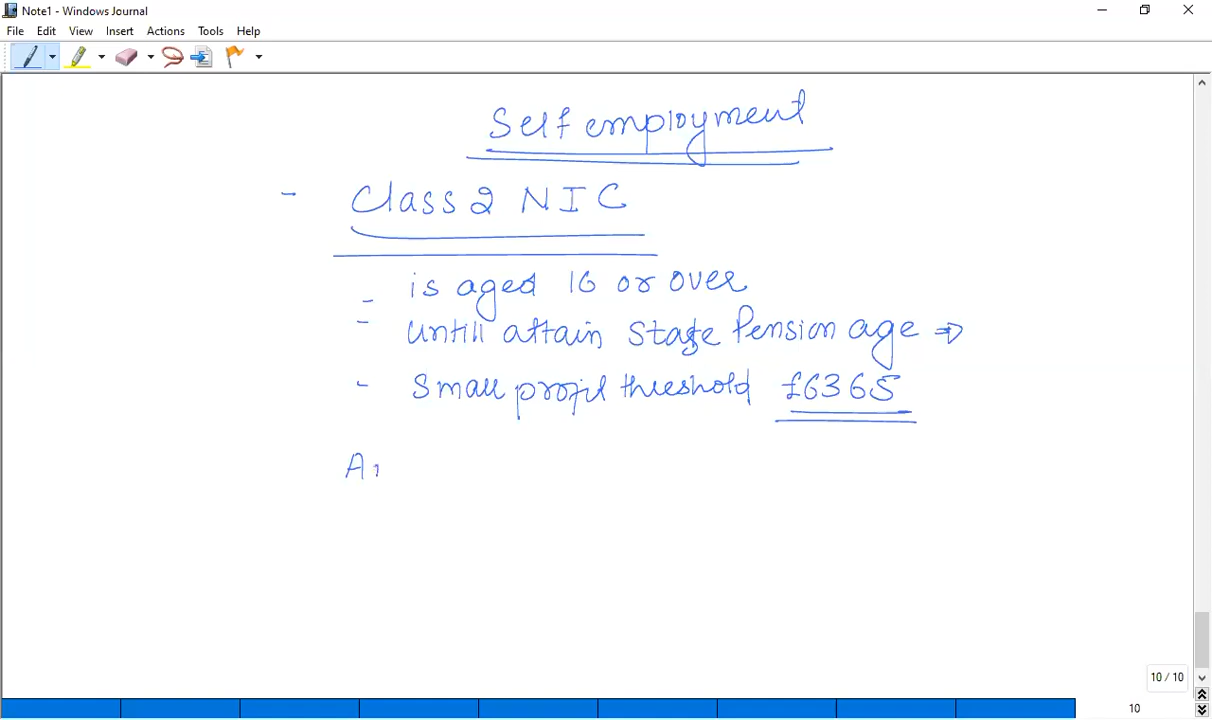 Note1 - Windows Journal
File Edit View Insert Actions Tools Help
Self employment
- Class 2 NIC
- is aged 16 or over
- Untill attain State Pension age ⇒
- Small profit threshold £6365
A
10 / 10
10